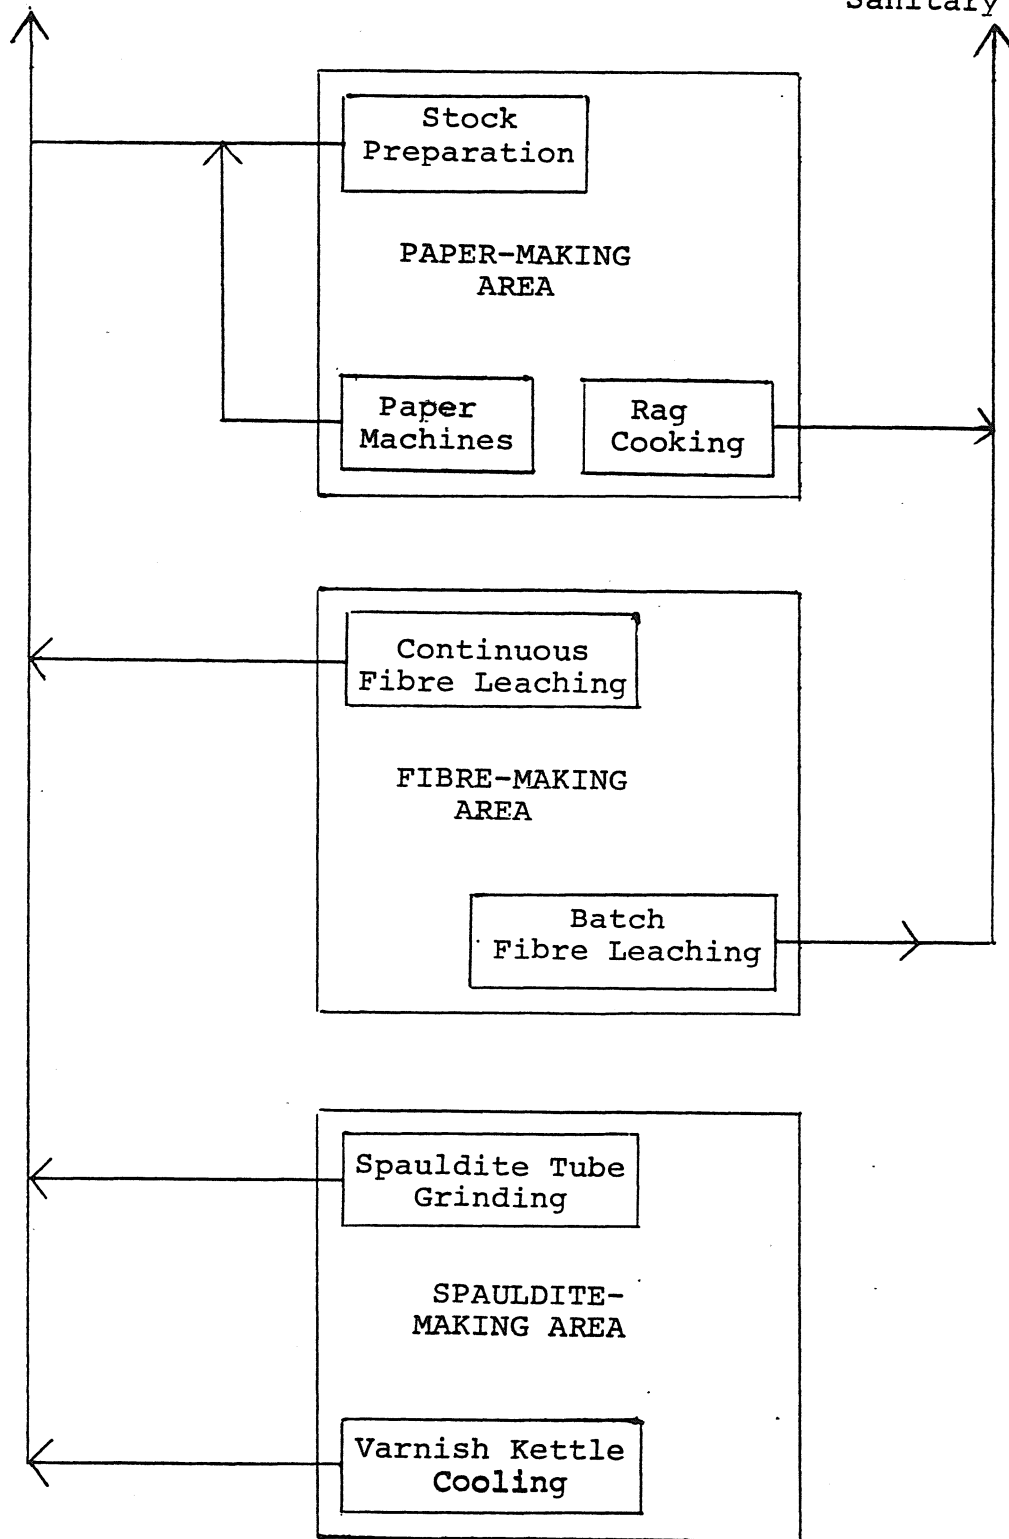 Sanitary
Stock
Preparation
PAPER-MAKING
AREA
Paper
Machines
Rag
Cooking
Continuous
Fibre Leaching
FIBRE-MAKING
AREA
Batch
Fibre Leaching
Spauldite Tube
Grinding
SPAULDITE-
MAKING AREA
Varnish Kettle
Cooling